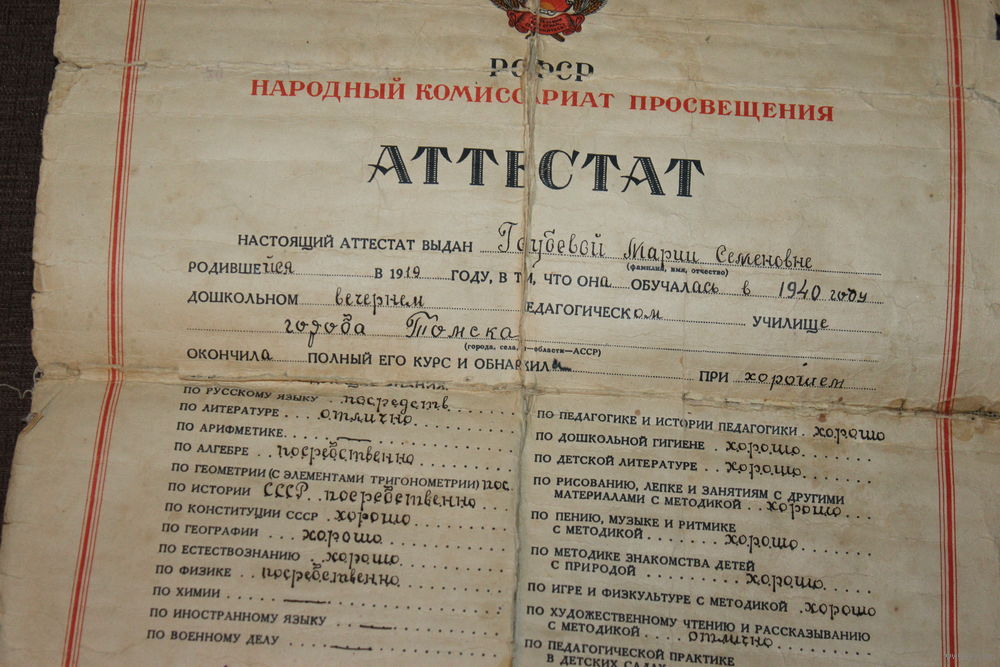 РСФСР
НАРОДНЫЙ КОМИССАРИАТ ПРОСВЕЩЕНИЯ
АТТЕСТАТ
НАСТОЯЩИЙ АТТЕСТАТ ВЫДАН Марии Семеновне
(фамилия, имя, отчество)
РОДИВШЕЙСЯ В 1919 ГОДУ, В ТОМ, ЧТО ОНА ОБУЧАЛАСЬ в 1940 году
ДОШКОЛЬНОМ вечернем ПЕДАГОГИЧЕСКОМ УЧИЛИЩЕ
города Томска
(города, села, области—АССР)
ОКОНЧИЛА ПОЛНЫЙ ЕГО КУРС И ОБНАРУЖИЛА ПРИ хорошем
ЗНАНИЯ:
ПО РУССКОМУ ЯЗЫКУ посредств.
ПО ЛИТЕРАТУРЕ отлично
ПО АРИФМЕТИКЕ —
ПО АЛГЕБРЕ посредственно
ПО ГЕОМЕТРИИ (С ЭЛЕМЕНТАМИ ТРИГОНОМЕТРИИ) пос.
ПО ИСТОРИИ СССР посредственно
ПО КОНСТИТУЦИИ СССР хорошо
ПО ГЕОГРАФИИ хорошо
ПО ЕСТЕСТВОЗНАНИЮ хорошо
ПО ФИЗИКЕ посредственно
ПО ХИМИИ —
ПО ИНОСТРАННОМУ ЯЗЫКУ —
ПО ВОЕННОМУ ДЕЛУ —
ПО ПЕДАГОГИКЕ И ИСТОРИИ ПЕДАГОГИКИ хорошо
ПО ДОШКОЛЬНОЙ ГИГИЕНЕ хорошо
ПО ДЕТСКОЙ ЛИТЕРАТУРЕ хорошо
ПО РИСОВАНИЮ, ЛЕПКЕ И ЗАНЯТИЯМ С ДРУГИМИ
МАТЕРИАЛАМИ С МЕТОДИКОЙ хорошо
ПО ПЕНИЮ, МУЗЫКЕ И РИТМИКЕ
С МЕТОДИКОЙ хорошо
ПО МЕТОДИКЕ ЗНАКОМСТВА ДЕТЕЙ
С ПРИРОДОЙ хорошо
ПО ИГРЕ И ФИЗКУЛЬТУРЕ С МЕТОДИКОЙ хорошо
ПО ХУДОЖЕСТВЕННОМУ ЧТЕНИЮ И РАССКАЗЫВАНИЮ
С МЕТОДИКОЙ отлично
ПО ПЕДАГОГИЧЕСКОЙ ПРАКТИКЕ
В ДЕТСКИХ САДАХ